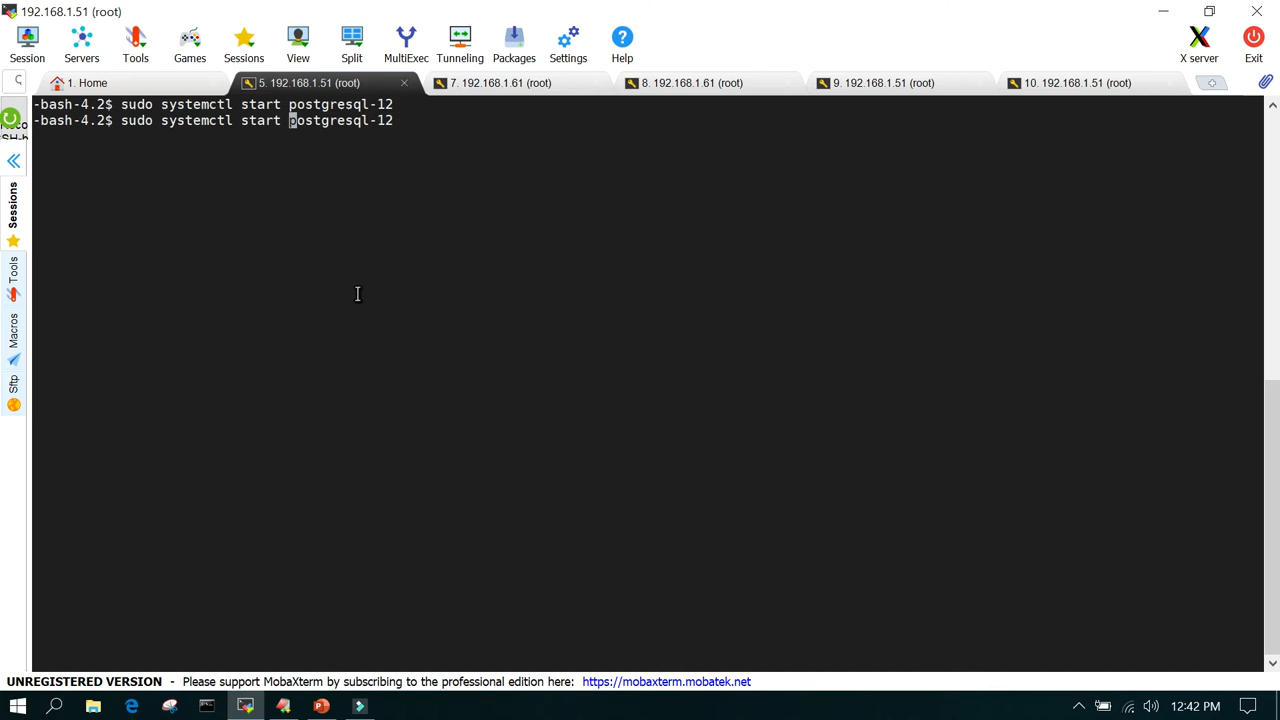 192.168.1.51 (root)
Session Servers Tools Games Sessions View Split MultiExec Tunneling Packages Settings Help X server Exit
1. Home 5. 192.168.1.51 (root) 7. 192.168.1.61 (root) 8. 192.168.1.61 (root) 9. 192.168.1.51 (root) 10. 192.168.1.51 (root)
-bash-4.2$ sudo systemctl start postgresql-12
-bash-4.2$ sudo systemctl start postgresql-12
Sessions
Tools
Macros
Sftp
UNREGISTERED VERSION - Please support MobaXterm by subscribing to the professional edition here: https://mobaxterm.mobatek.net
12:42 PM